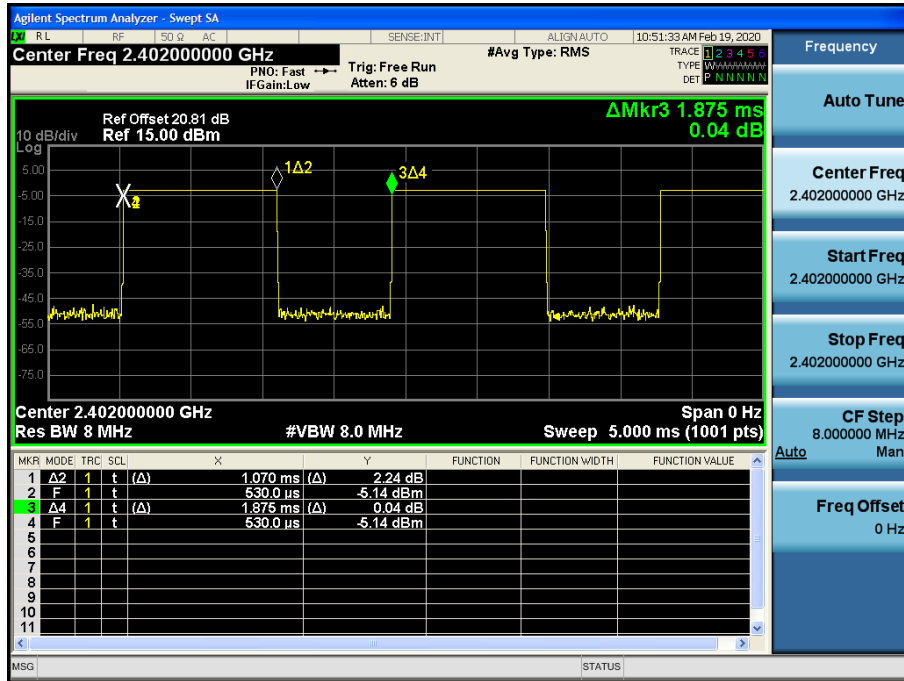 Agilent Spectrum Analyzer - Swept SA
LXI RL RF 50 Ω AC SENSE:INT ALIGN AUTO 10:51:33 AM Feb 19, 2020
Center Freq 2.402000000 GHz
PNO: Fast
IFGain:Low
Trig: Free Run
Atten: 6 dB
#Avg Type: RMS
TRACE 1 2 3 4 5 6
TYPE WWWWWW
DET P N N N N N
ΔMkr3 1.875 ms
0.04 dB
Ref Offset 20.81 dB
10 dB/div Ref 15.00 dBm
Log
5.00
-5.00
-15.0
-25.0
-35.0
-45.0
-55.0
-65.0
-75.0
1Δ2
3Δ4
Center 2.402000000 GHz Span 0 Hz
Res BW 8 MHz #VBW 8.0 MHz Sweep 5.000 ms (1001 pts)
MKR MODE TRC SCL X Y FUNCTION FUNCTION WIDTH FUNCTION VALUE
1 Δ2 1 t (Δ) 1.070 ms (Δ) 2.24 dB
2 F 1 t 530.0 µs -5.14 dBm
3 Δ4 1 t (Δ) 1.875 ms (Δ) 0.04 dB
4 F 1 t 530.0 µs -5.14 dBm
5
6
7
8
9
10
11
MSG STATUS
Frequency
Auto Tune
Center Freq
2.402000000 GHz
Start Freq
2.402000000 GHz
Stop Freq
2.402000000 GHz
CF Step
8.000000 MHz
Auto Man
Freq Offset
0 Hz